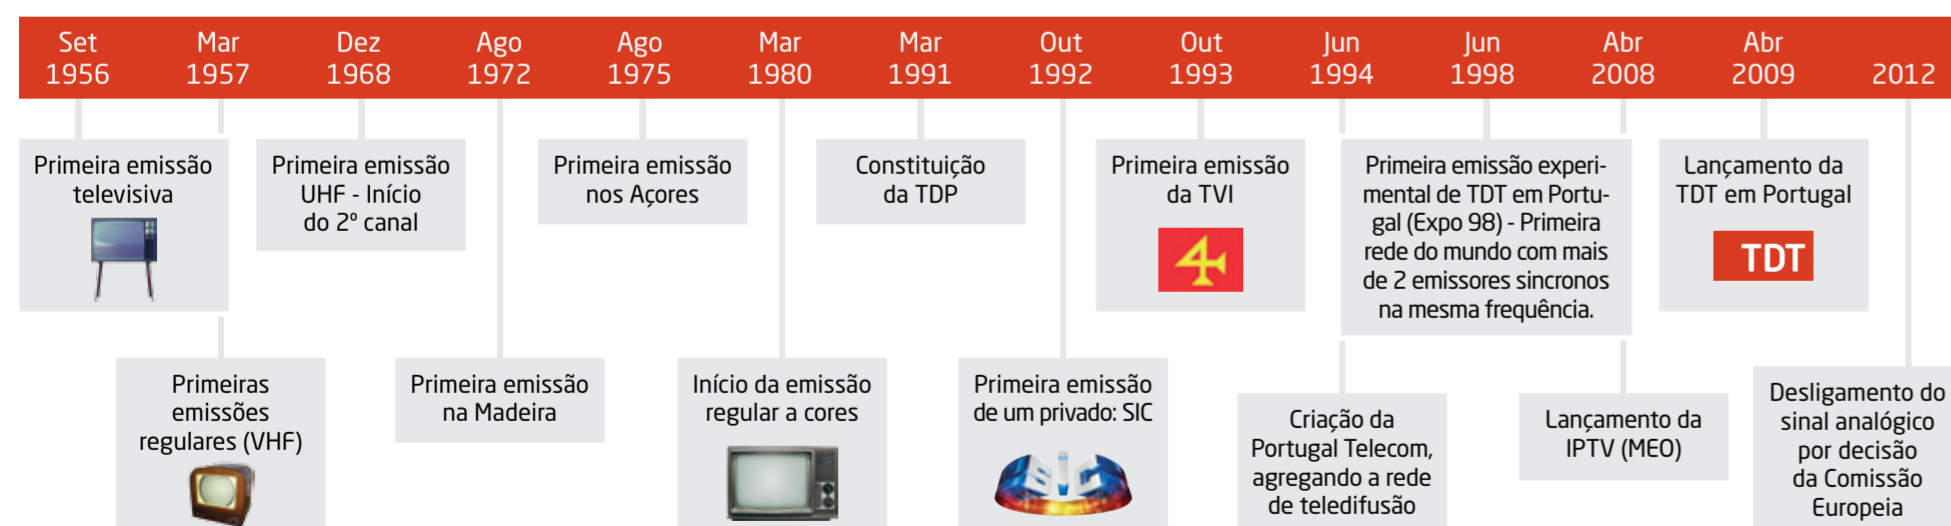 Set
1956
Mar
1957
Dez
1968
Ago
1972
Ago
1975
Mar
1980
Mar
1991
Out
1992
Out
1993
Jun
1994
Jun
1998
Abr
2008
Abr
2009
2012
Primeira emissão
televisiva
Primeira emissão
UHF - Início
do 2º canal
Primeira emissão
nos Açores
Constituição
da TDP
Primeira emissão
da TVI
4
Primeira emissão experi-
mental de TDT em Portu-
gal (Expo 98) - Primeira
rede do mundo com mais
de 2 emissores síncronos
na mesma frequência.
Lançamento da
TDT em Portugal
TDT
Primeiras
emissões
regulares (VHF)
Primeira emissão
na Madeira
Início da emissão
regular a cores
Primeira emissão
de um privado: SIC
SIC
Criação da
Portugal Telecom,
agregando a rede
de teledifusão
Lançamento da
IPTV (MEO)
Desligamento do
sinal analógico
por decisão
da Comissão
Europeia